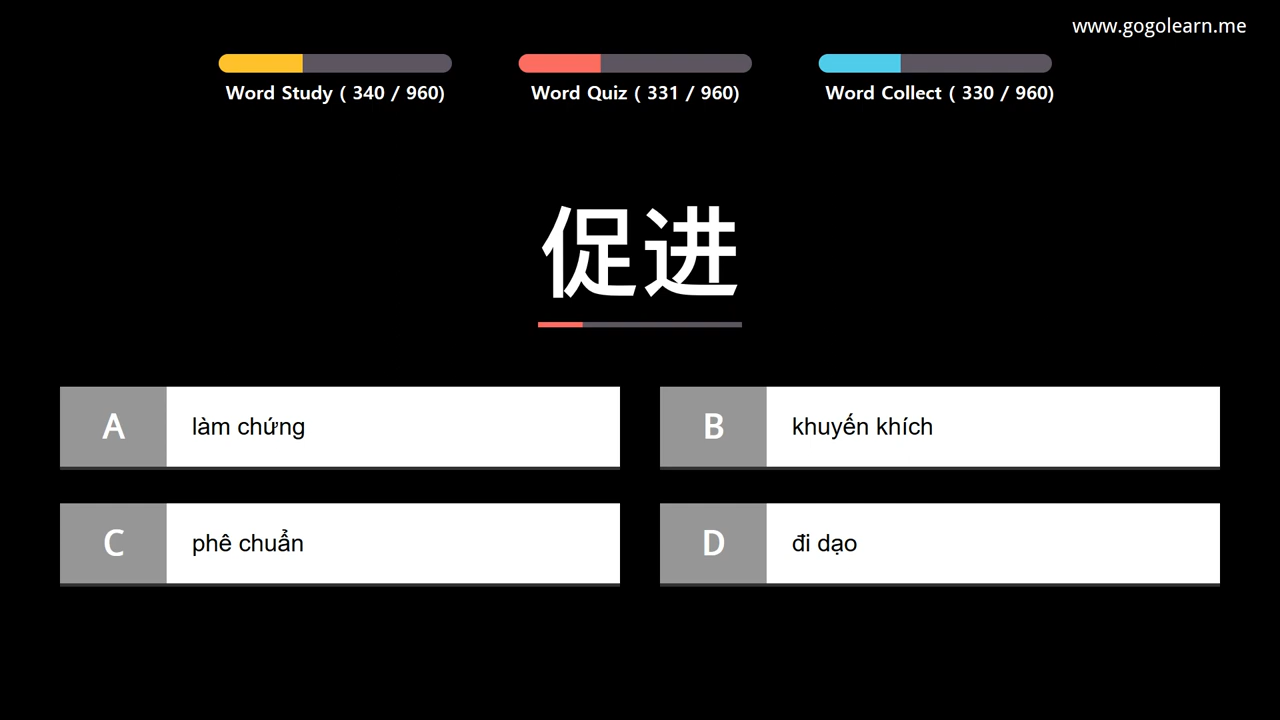 www.gogolearn.me
Word Study ( 340 / 960)
Word Quiz ( 331 / 960)
Word Collect ( 330 / 960)
促进
A làm chứng
B khuyến khích
C phê chuẩn
D đi dạo